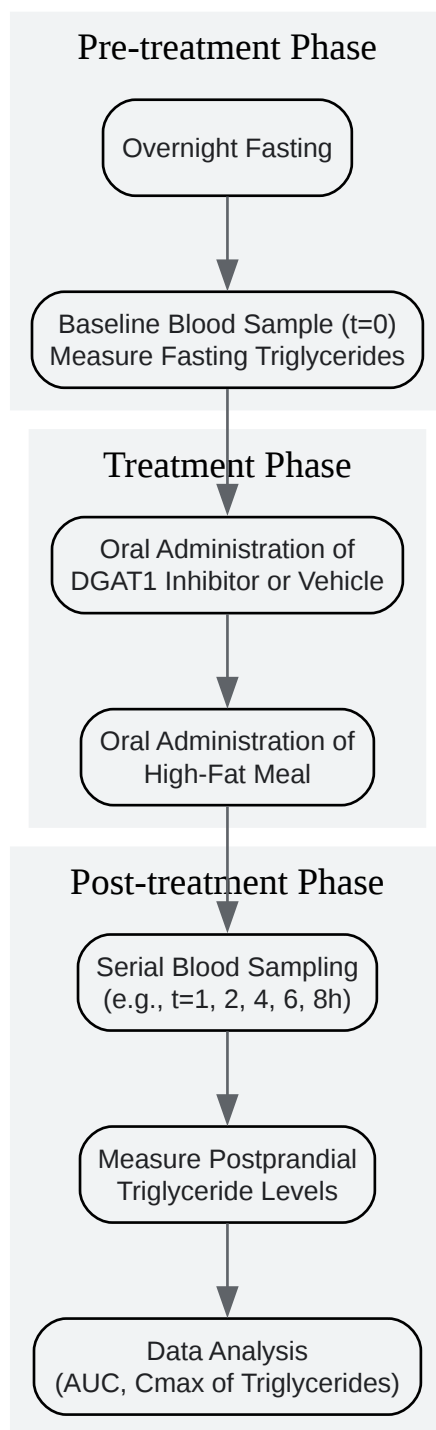 Pre-treatment Phase
Overnight Fasting
Baseline Blood Sample (t=0)
Measure Fasting Triglycerides
Treatment Phase
Oral Administration of
DGAT1 Inhibitor or Vehicle
Oral Administration of
High-Fat Meal
Post-treatment Phase
Serial Blood Sampling
(e.g., t=1, 2, 4, 6, 8h)
Measure Postprandial
Triglyceride Levels
Data Analysis
(AUC, Cmax of Triglycerides)